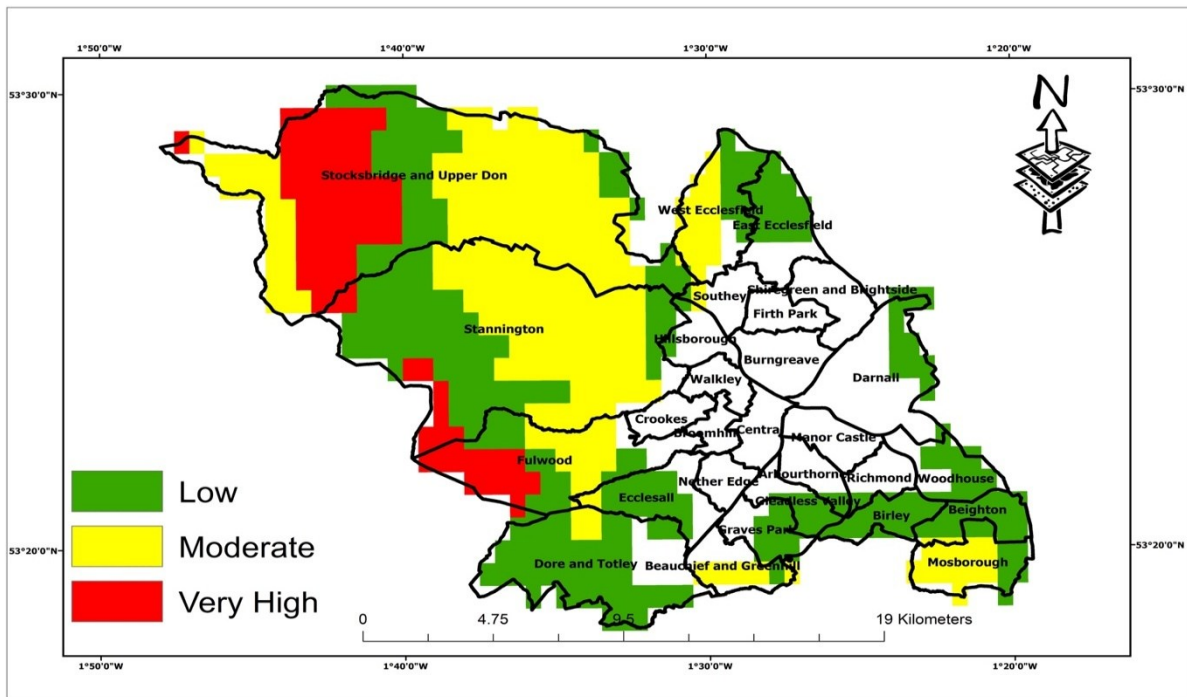 1°50'0"W 1°40'0"W 1°30'0"W 1°20'0"W
53°30'0"N 53°30'0"N
N
Stocksbridge and Upper Don
West Ecclesfield
East Ecclesfield
Southey
Shiregreen and Brightside
Firth Park
Stannington
Hillsborough
Burngreave
Walkley
Darnall
Crookes
Broomhill
Centra
Manor Castle
Fulwood
Nether Edge
Arbourthorne
Richmond
Woodhouse
Ecclesall
Gleadless Valley
Birley
Beighton
Graves Park
Dore and Totley
Beauchief and Greenhill
Mosborough
Low
Moderate
Very High
53°20'0"N 53°20'0"N
0 4.75 9.5 19 Kilometers
1°50'0"W 1°40'0"W 1°30'0"W 1°20'0"W